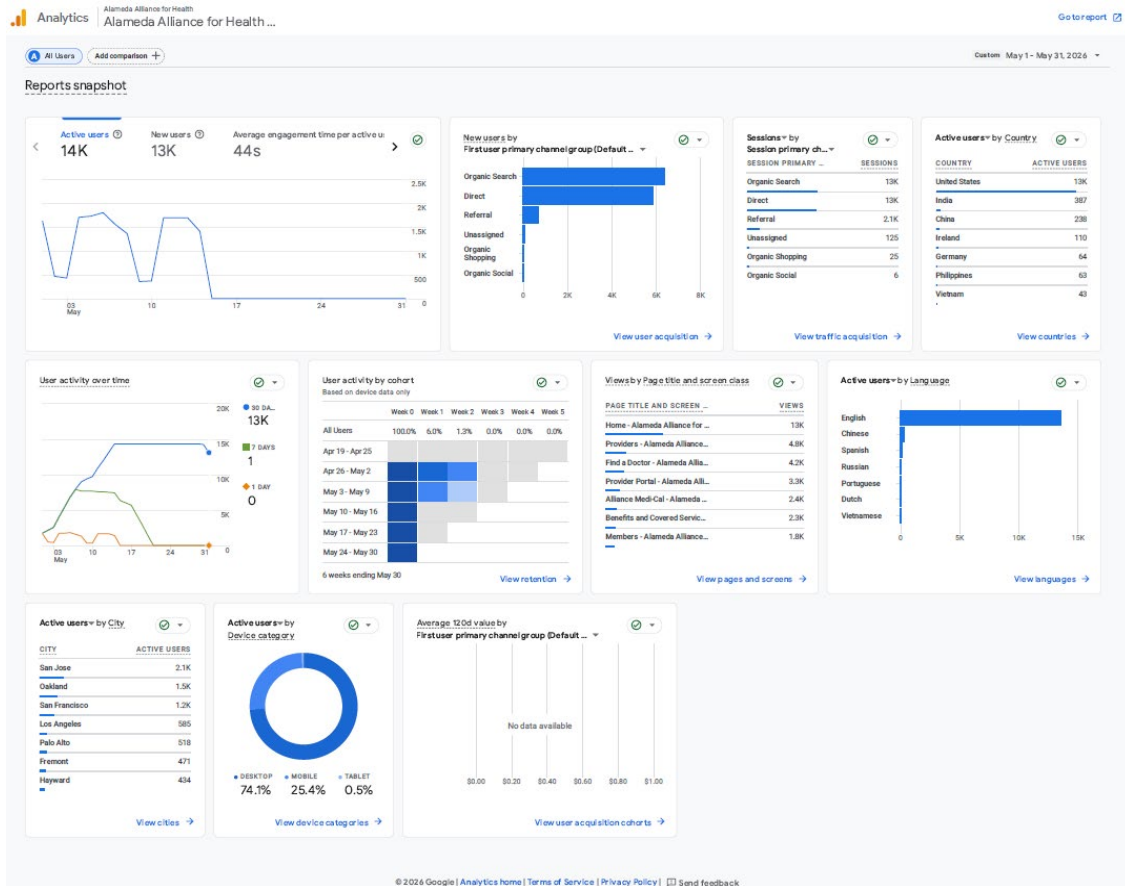 Analytics
Alameda Alliance for Health
Alameda Alliance for Health ...
Go to report
A All Users
Add comparison +
Custom May 1 - May 31, 2026
Reports snapshot
Active users
14K
New users
13K
Average engagement time per active u
44s
2.5K
2K
1.5K
1K
500
0
03
May
10
17
24
31
New users by
First user primary channel group (Default ...
Organic Search
Direct
Referral
Unassigned
Organic
Shopping
Organic Social
0 2K 4K 6K 8K
View user acquisition
Sessions by
Session primary ch...
SESSION PRIMARY ... SESSIONS
Organic Search 13K
Direct 13K
Referral 2.1K
Unassigned 125
Organic Shopping 25
Organic Social 6
View traffic acquisition
Active users by Country
COUNTRY ACTIVE USERS
United States 13K
India 387
China 238
Ireland 110
Germany 64
Philippines 63
Vietnam 43
View countries
User activity over time
20K
15K
10K
5K
0
03
May
10
17
24
31
30 DA...
13K
7 DAYS
1
1 DAY
0
User activity by cohort
Based on device data only
Week 0 Week 1 Week 2 Week 3 Week 4 Week 5
All Users 100.0% 6.0% 1.3% 0.0% 0.0% 0.0%
Apr 19 - Apr 25
Apr 26 - May 2
May 3 - May 9
May 10 - May 16
May 17 - May 23
May 24 - May 30
6 weeks ending May 30
View retention
Views by Page title and screen class
PAGE TITLE AND SCREEN ... VIEWS
Home - Alameda Alliance for ... 13K
Providers - Alameda Alliance... 4.8K
Find a Doctor - Alameda Allia... 4.2K
Provider Portal - Alameda Alli... 3.3K
Alliance Medi-Cal - Alameda ... 2.4K
Benefits and Covered Servic... 2.3K
Members - Alameda Alliance... 1.8K
View pages and screens
Active users by Language
English
Chinese
Spanish
Russian
Portuguese
Dutch
Vietnamese
0 5K 10K 15K
View languages
Active users by City
CITY ACTIVE USERS
San Jose 2.1K
Oakland 1.5K
San Francisco 1.2K
Los Angeles 585
Palo Alto 518
Fremont 471
Hayward 434
View cities
Active users by
Device category
DESKTOP MOBILE TABLET
74.1% 25.4% 0.5%
View device categories
Average 120d value by
First user primary channel group (Default ...
No data available
$0.00 $0.20 $0.40 $0.60 $0.80 $1.00
View user acquisition cohorts
© 2026 Google | Analytics home | Terms of Service | Privacy Policy | Send feedback